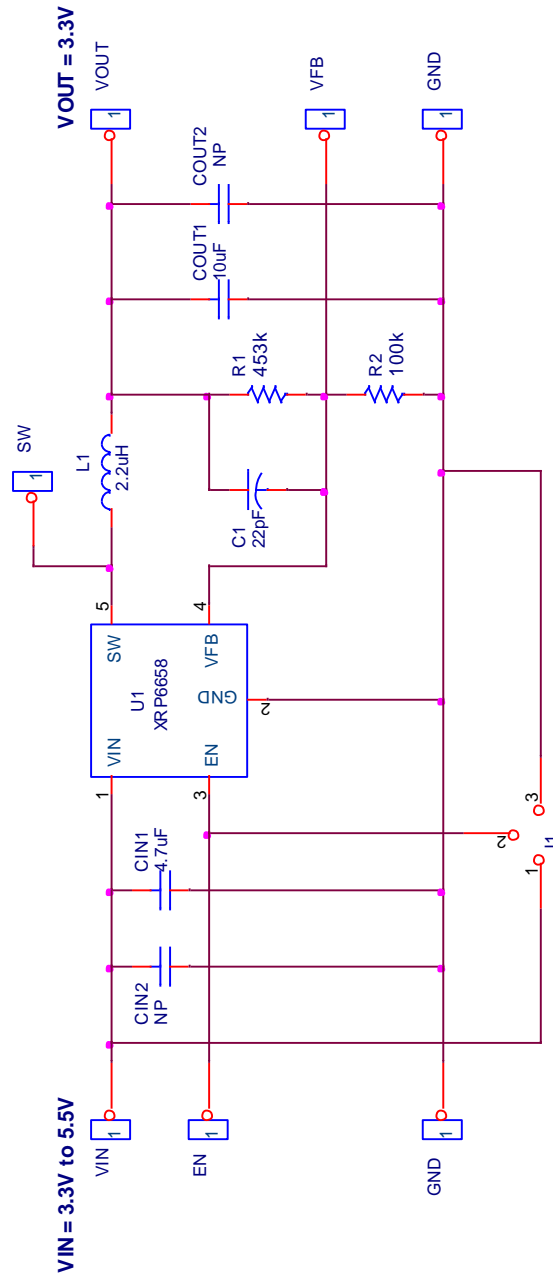 VIN = 3.3V to 5.5V
VOUT = 3.3V
VIN
1
EN
1
GND
1
CIN2
NP
CIN1
4.7uF
1
3
U1
XRP6658
VIN
EN
SW
VFB
GND
5
4
2
SW
1
L1
2.2uH
C1
22pF
R1
453k
R2
100k
COUT1
10uF
COUT2
NP
VOUT
1
VFB
1
GND
1
1
2
3
J1